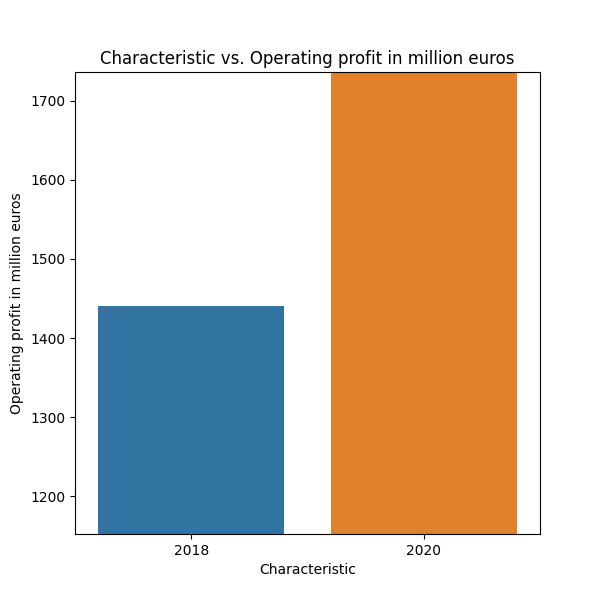 Characteristic vs. Operating profit in million euros
Operating profit in million euros
1700
1600
1500
1400
1300
1200
2018
2020
Characteristic